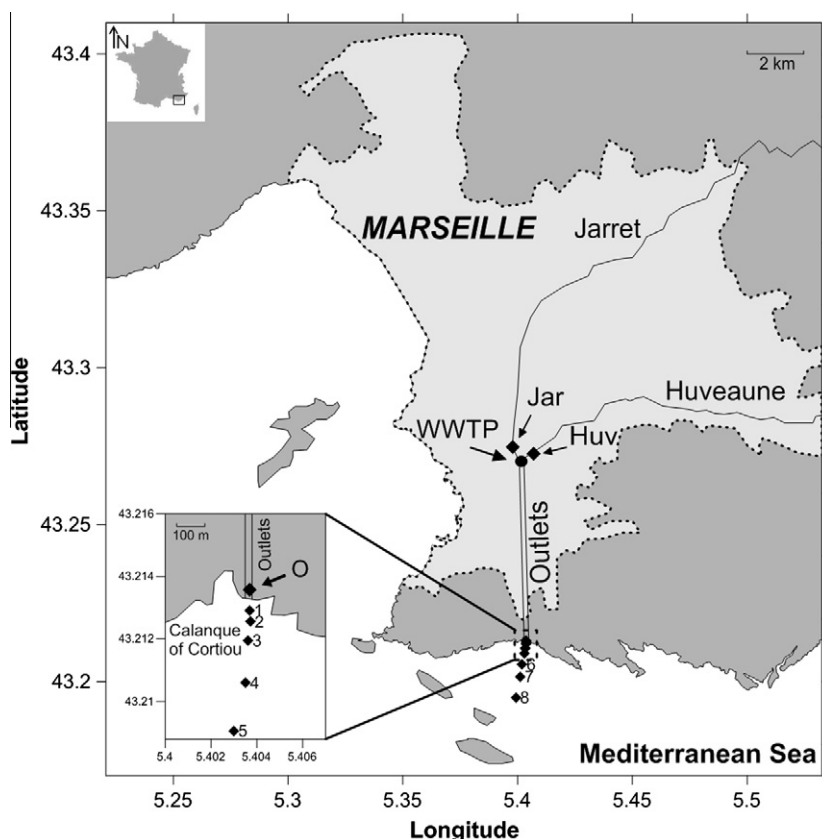 N
2 km
43.4
43.35
43.3
43.25
43.2
Latitude
MARSEILLE
Jarret
Huveaune
Jar
WWTP
Huv
Outlets
6
7
8
43.216
43.214
43.212
43.21
100 m
Outlets
O
1
2
3
4
5
Calanque
of Cortiou
5.4
5.402
5.404
5.406
Mediterranean Sea
5.25
5.3
5.35
5.4
5.45
5.5
Longitude